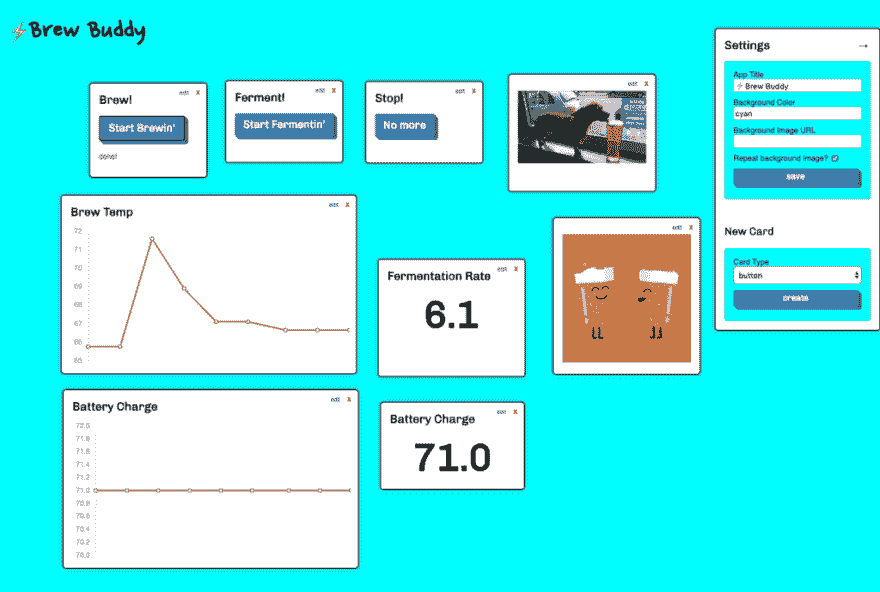 ⚡Brew Buddy
Brew!
edit x
Start Brewin'
done!
Ferment!
edit x
Start Fermentin'
Stop!
edit x
No more
edit x
Settings →
App Title
⚡ Brew Buddy
Background Color
cyan
Background Image URL
Repeat background image?
save
New Card
Card Type
button
create
Brew Temp
edit x
72
71
70
69
68
67
66
65
Fermentation Rate
edit x
6.1
edit x
Battery Charge
edit x
72.0
71.8
71.6
71.4
71.2
71.0
70.8
70.6
70.4
70.2
70.0
Battery Charge
edit x
71.0